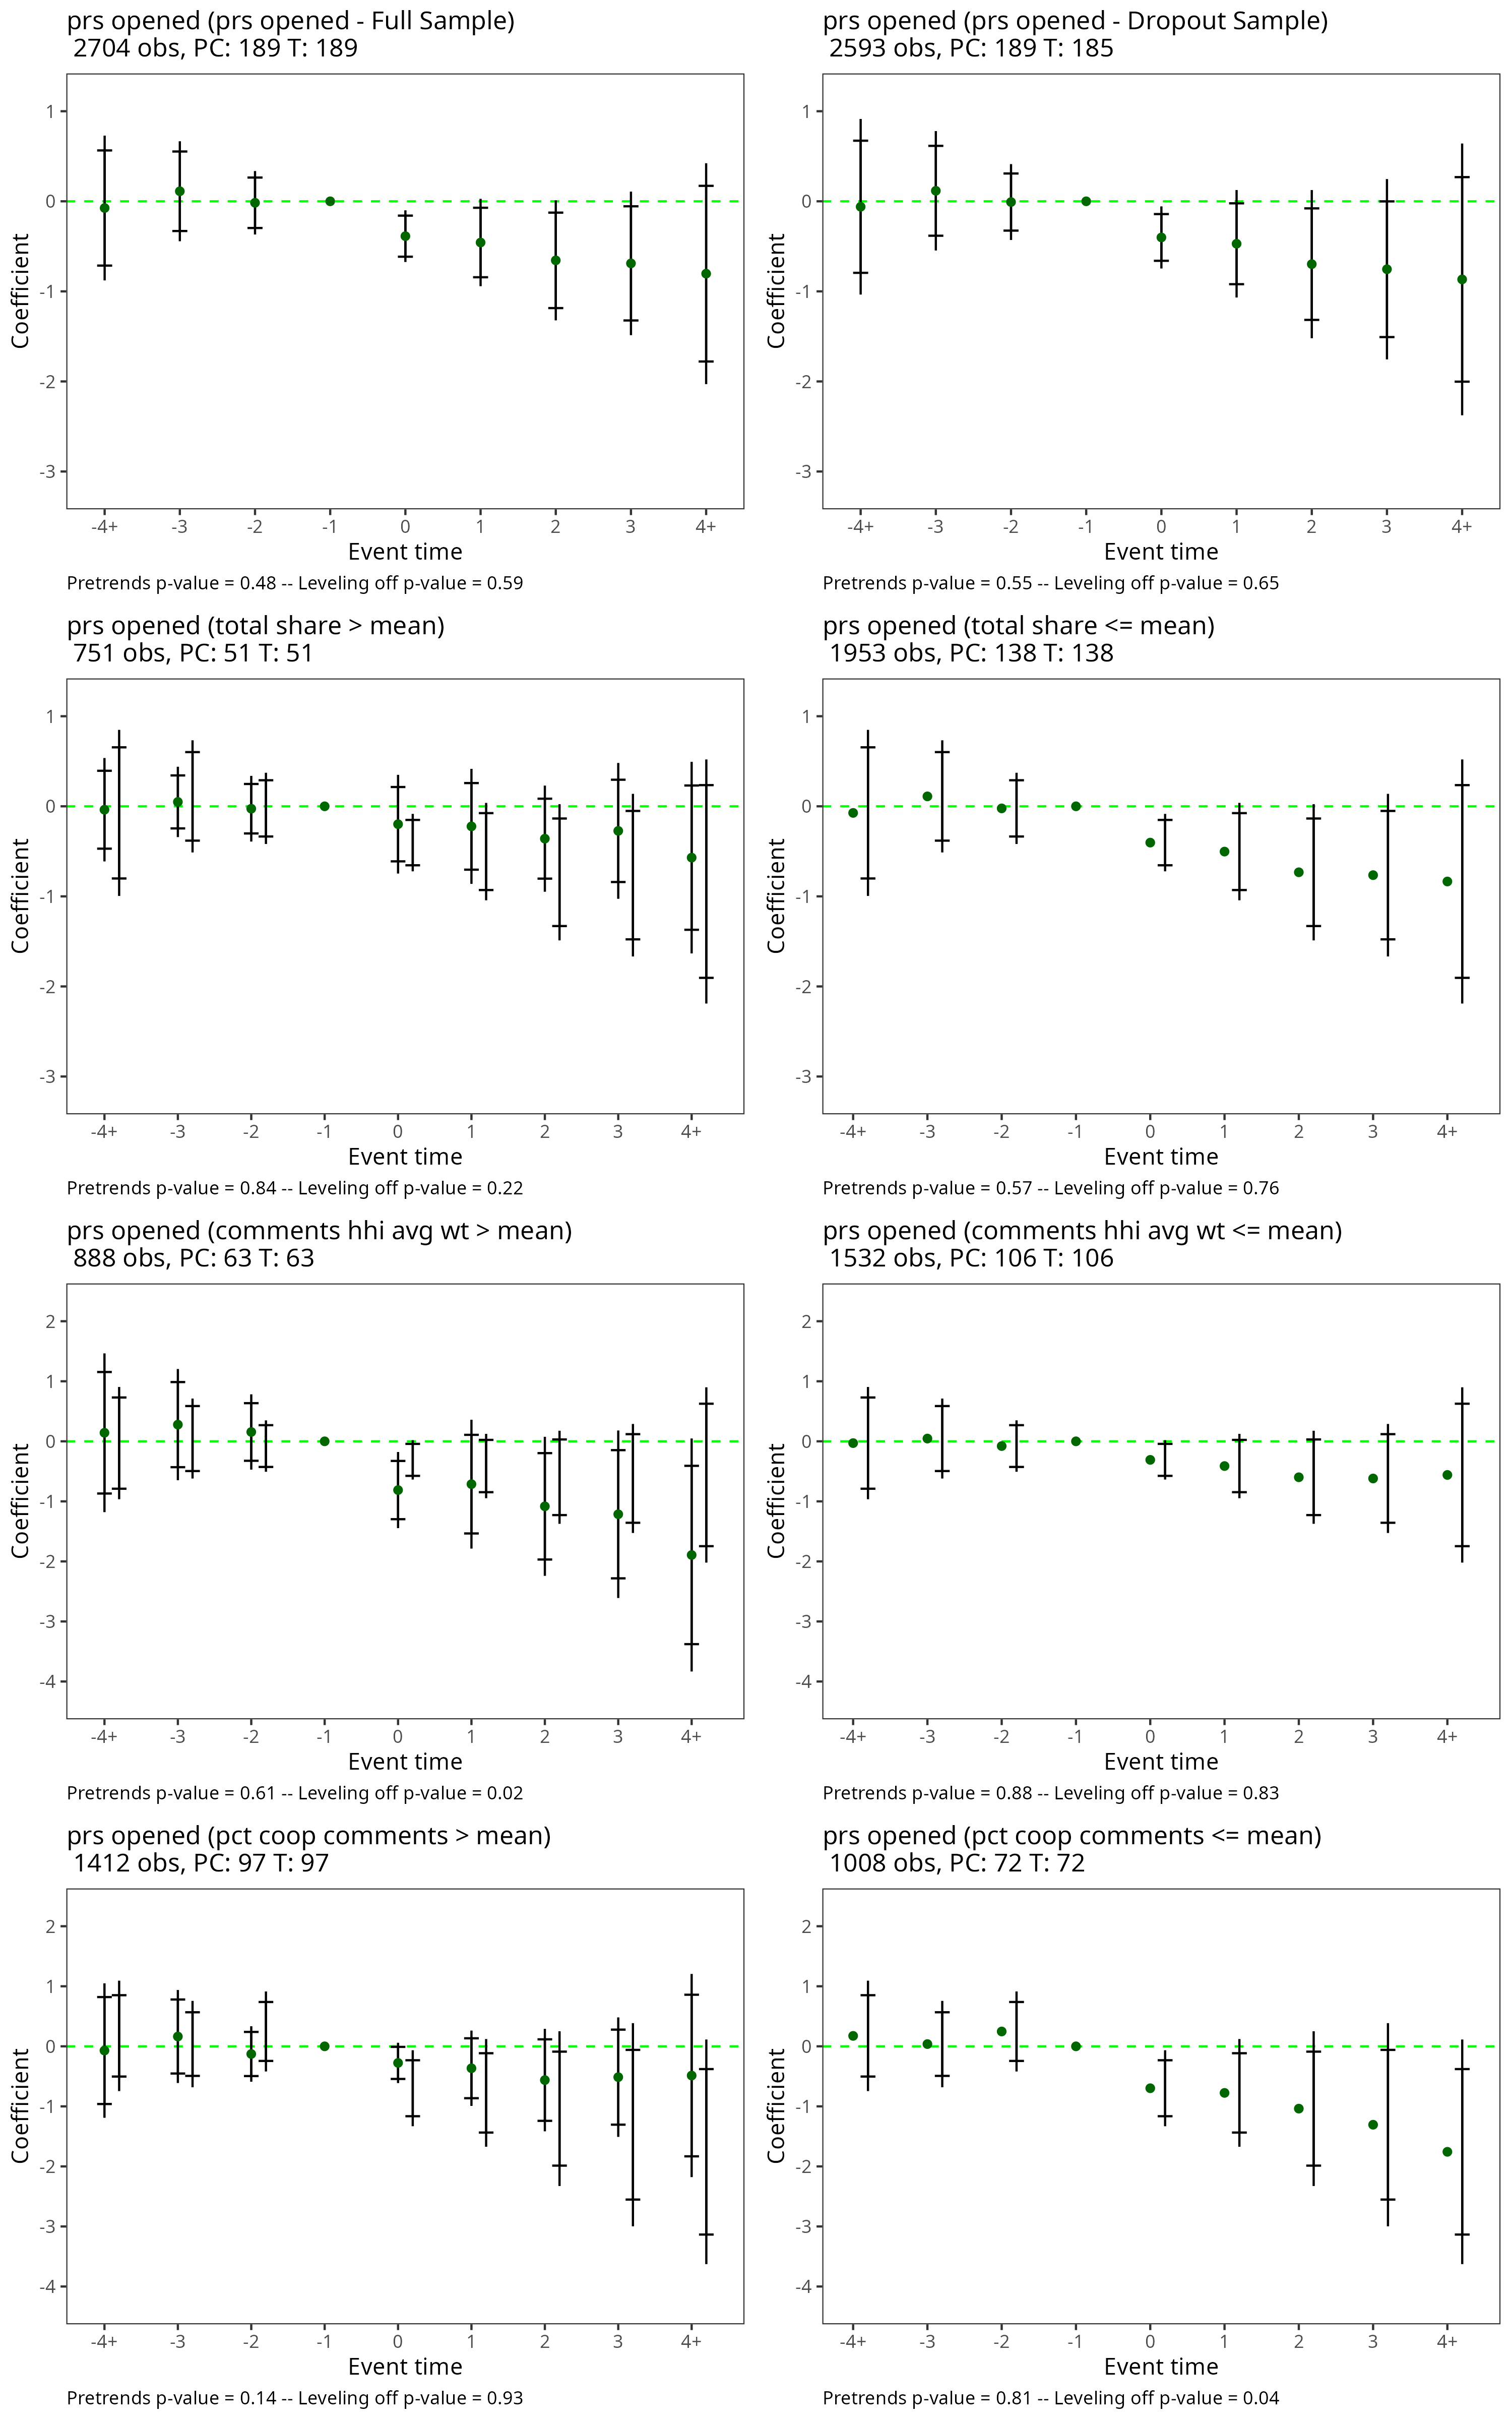 prs opened (prs opened - Full Sample)
2704 obs, PC: 189 T: 189
1
0
-1
-2
-3
Coefficient
-4+ -3 -2 -1 0 1 2 3 4+
Event time
Pretrends p-value = 0.48 -- Leveling off p-value = 0.59
prs opened (prs opened - Dropout Sample)
2593 obs, PC: 189 T: 185
1
0
-1
-2
-3
Coefficient
-4+ -3 -2 -1 0 1 2 3 4+
Event time
Pretrends p-value = 0.55 -- Leveling off p-value = 0.65
prs opened (total share > mean)
751 obs, PC: 51 T: 51
1
0
-1
-2
-3
Coefficient
-4+ -3 -2 -1 0 1 2 3 4+
Event time
Pretrends p-value = 0.84 -- Leveling off p-value = 0.22
prs opened (total share <= mean)
1953 obs, PC: 138 T: 138
1
0
-1
-2
-3
Coefficient
-4+ -3 -2 -1 0 1 2 3 4+
Event time
Pretrends p-value = 0.57 -- Leveling off p-value = 0.76
prs opened (comments hhi avg wt > mean)
888 obs, PC: 63 T: 63
2
1
0
-1
-2
-3
-4
Coefficient
-4+ -3 -2 -1 0 1 2 3 4+
Event time
Pretrends p-value = 0.61 -- Leveling off p-value = 0.02
prs opened (comments hhi avg wt <= mean)
1532 obs, PC: 106 T: 106
2
1
0
-1
-2
-3
-4
Coefficient
-4+ -3 -2 -1 0 1 2 3 4+
Event time
Pretrends p-value = 0.88 -- Leveling off p-value = 0.83
prs opened (pct coop comments > mean)
1412 obs, PC: 97 T: 97
2
1
0
-1
-2
-3
-4
Coefficient
-4+ -3 -2 -1 0 1 2 3 4+
Event time
Pretrends p-value = 0.14 -- Leveling off p-value = 0.93
prs opened (pct coop comments <= mean)
1008 obs, PC: 72 T: 72
2
1
0
-1
-2
-3
-4
Coefficient
-4+ -3 -2 -1 0 1 2 3 4+
Event time
Pretrends p-value = 0.81 -- Leveling off p-value = 0.04